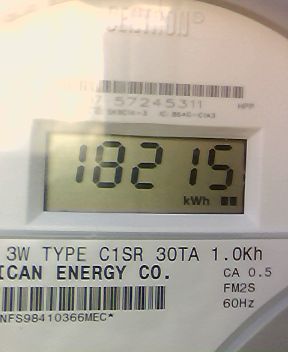 CENTRON®
57245311 HPP
18215
kWh
3W TYPE C1SR 30TA 1.0Kh
ICAN ENERGY CO. CA 0.5
FM2S
60Hz
NFS98410366MEC*